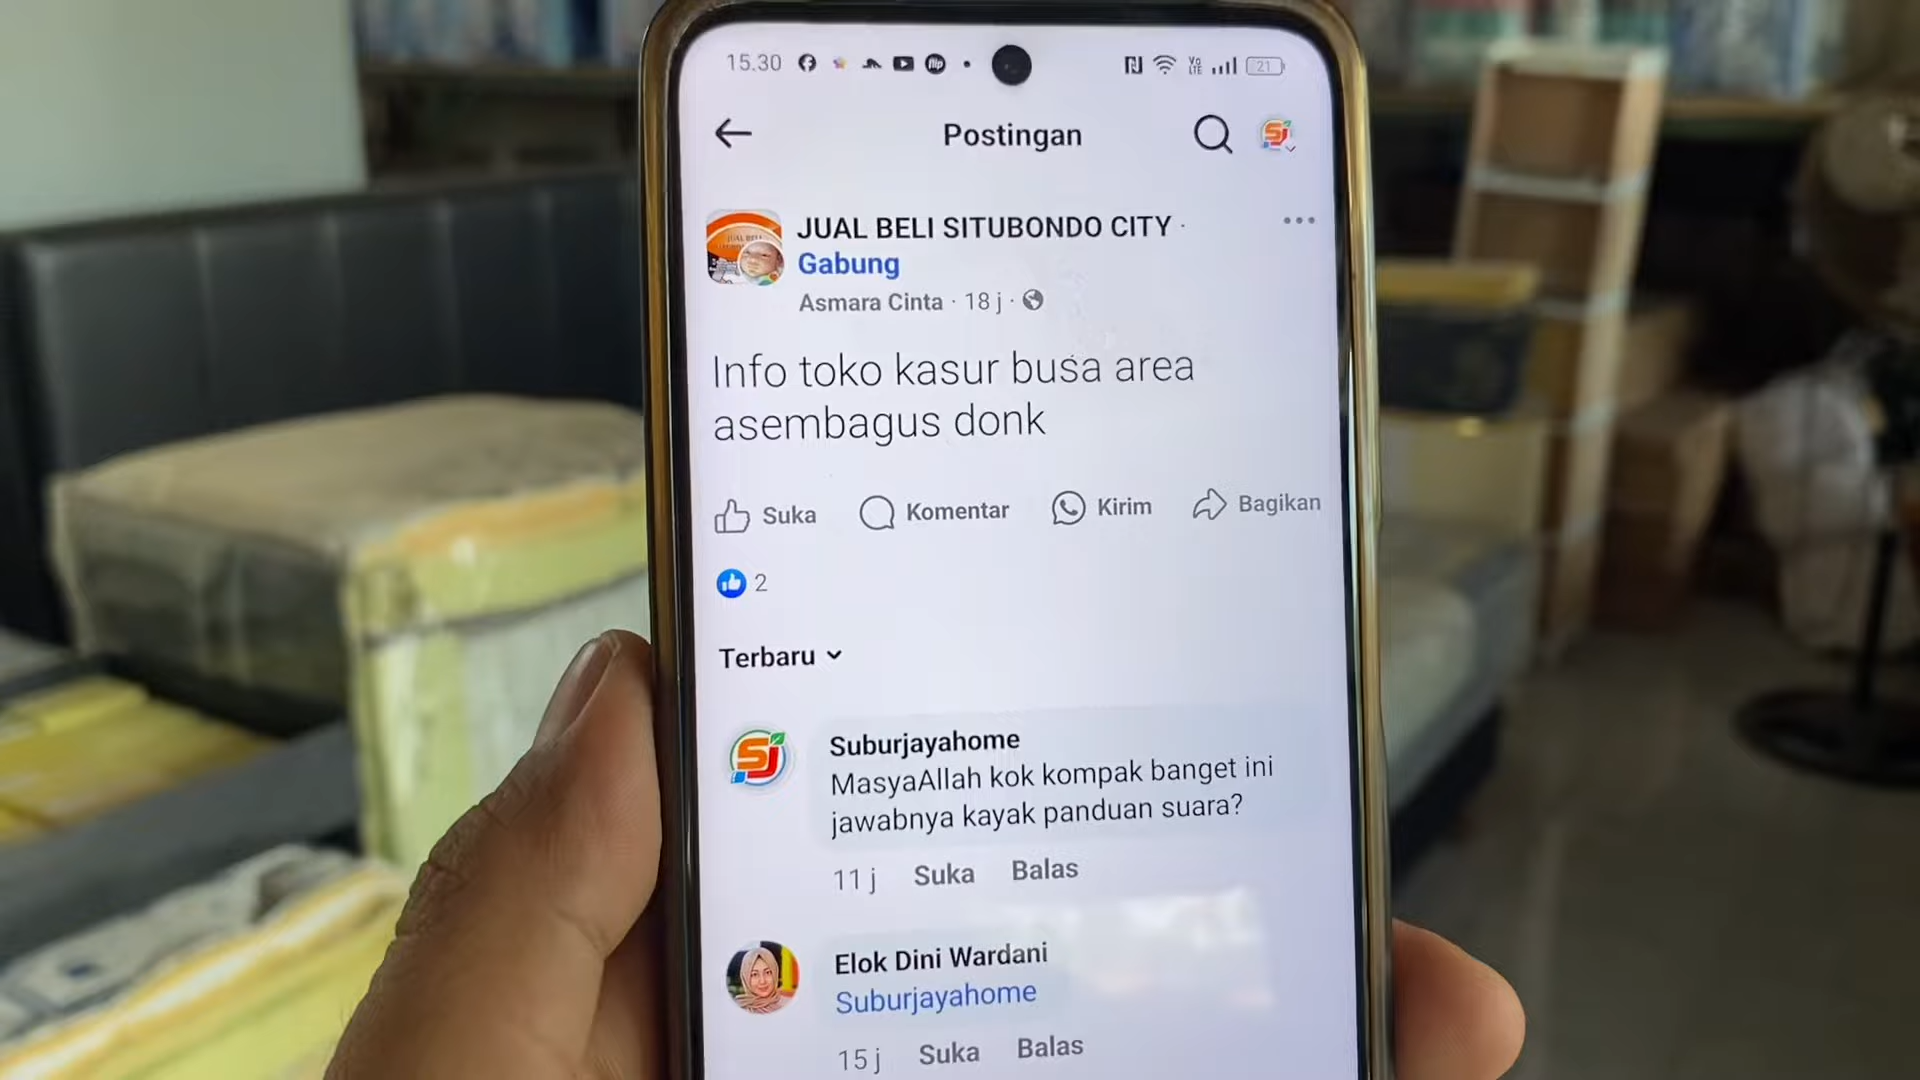 15.30
21
Postingan
JUAL BELI SITUBONDO CITY ·
Gabung
Asmara Cinta · 18 j ·
Info toko kasur busa area
asembagus donk
Suka Komentar Kirim Bagikan
2
Terbaru
Suburjayahome
MasyaAllah kok kompak banget ini
jawabnya kayak panduan suara?
11 j Suka Balas
Elok Dini Wardani
Suburjayahome
15 j Suka Balas